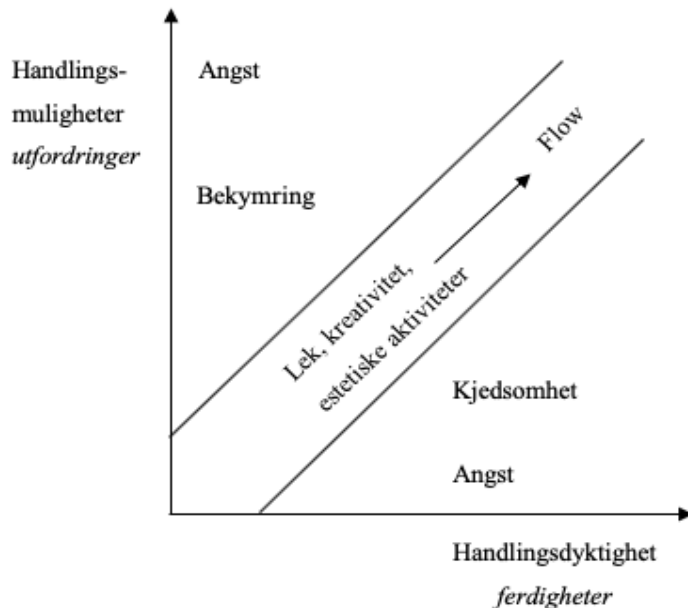 Handlings-
muligheter
utfordringer
Angst
Bekymring
Flow
Lek, kreativitet,
estetiske aktiviteter
Kjedsomhet
Angst
Handlingsdyktighet
ferdigheter